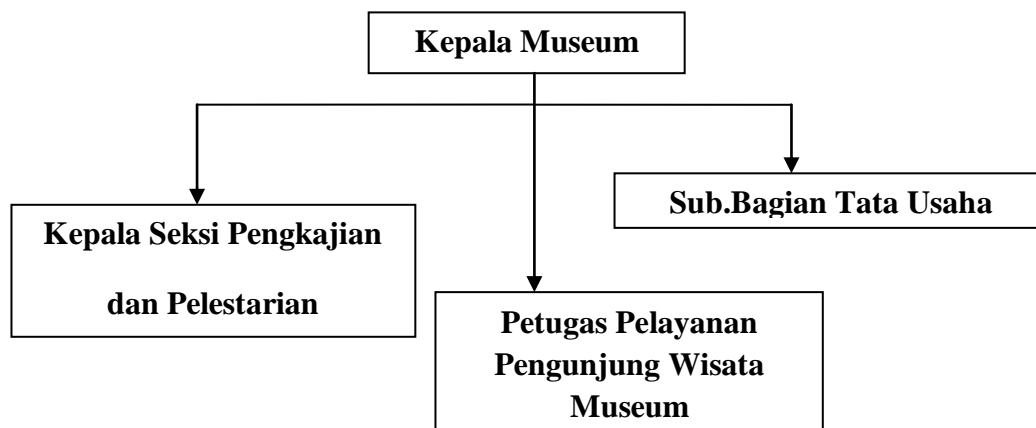 Kepala Museum
Sub.Bagian Tata Usaha
Kepala Seksi Pengkajian
dan Pelestarian
Petugas Pelayanan
Pengunjung Wisata
Museum